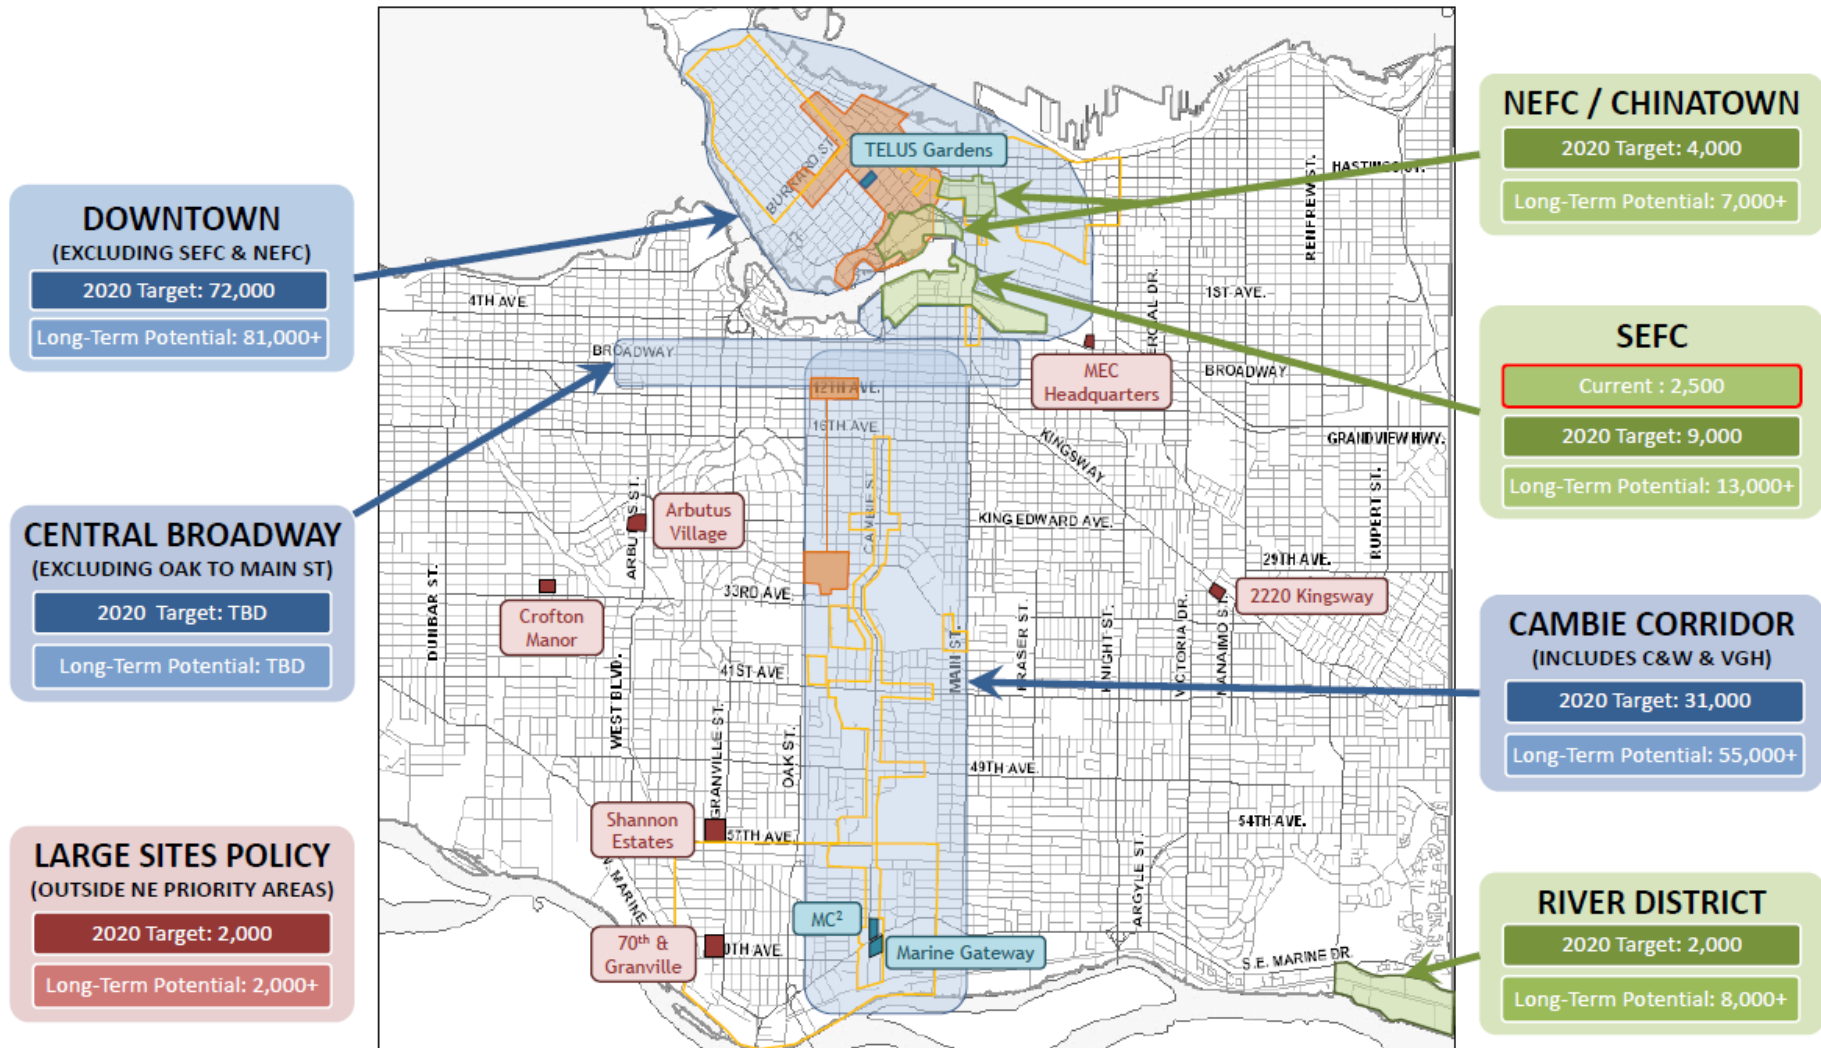 DOWNTOWN
(EXCLUDING SEFC & NEFC)
2020 Target: 72,000
Long-Term Potential: 81,000+
CENTRAL BROADWAY
(EXCLUDING OAK TO MAIN ST)
2020 Target: TBD
Long-Term Potential: TBD
LARGE SITES POLICY
(OUTSIDE NE PRIORITY AREAS)
2020 Target: 2,000
Long-Term Potential: 2,000+
TELUS Gardens
BURRARD ST.
HASTINGS ST.
RENFREW ST.
4TH AVE.
1ST AVE.
BROADWAY
BROADWAY
MEC
Headquarters
12TH AVE.
16TH AVE.
KINGSWAY
GRANDVIEW HWY.
RUPERT ST.
CAMBIE ST.
Arbutus
Village
KING EDWARD AVE.
29TH AVE.
DUNBAR ST.
33RD AVE.
2220 Kingsway
Crofton
Manor
WEST BLVD.
41ST AVE.
MAIN ST.
FRASER ST.
KNIGHT ST.
VICTORIA DR.
NANAIMO ST.
GRANVILLE ST.
OAK ST.
49TH AVE.
Shannon
Estates
57TH AVE.
54TH AVE.
ARGYLE ST.
MC²
Marine Gateway
70th &
Granville
S.E. MARINE DR.
NEFC / CHINATOWN
2020 Target: 4,000
Long-Term Potential: 7,000+
SEFC
Current : 2,500
2020 Target: 9,000
Long-Term Potential: 13,000+
CAMBIE CORRIDOR
(INCLUDES C&W & VGH)
2020 Target: 31,000
Long-Term Potential: 55,000+
RIVER DISTRICT
2020 Target: 2,000
Long-Term Potential: 8,000+